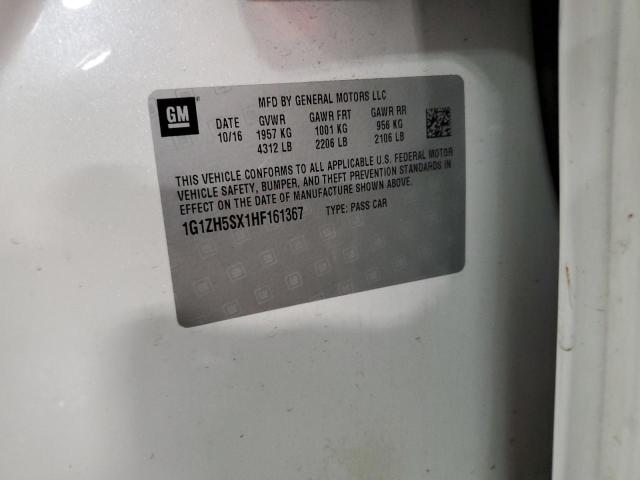 GM
MFD BY GENERAL MOTORS LLC
DATE GVWR GAWR FRT GAWR RR
10/16 1957 KG 1001 KG 956 KG
4312 LB 2206 LB 2106 LB
THIS VEHICLE CONFORMS TO ALL APPLICABLE U.S. FEDERAL MOTOR
VEHICLE SAFETY, BUMPER, AND THEFT PREVENTION STANDARDS IN
EFFECT ON THE DATE OF MANUFACTURE SHOWN ABOVE.
1G1ZH5SX1HF161367 TYPE: PASS CAR